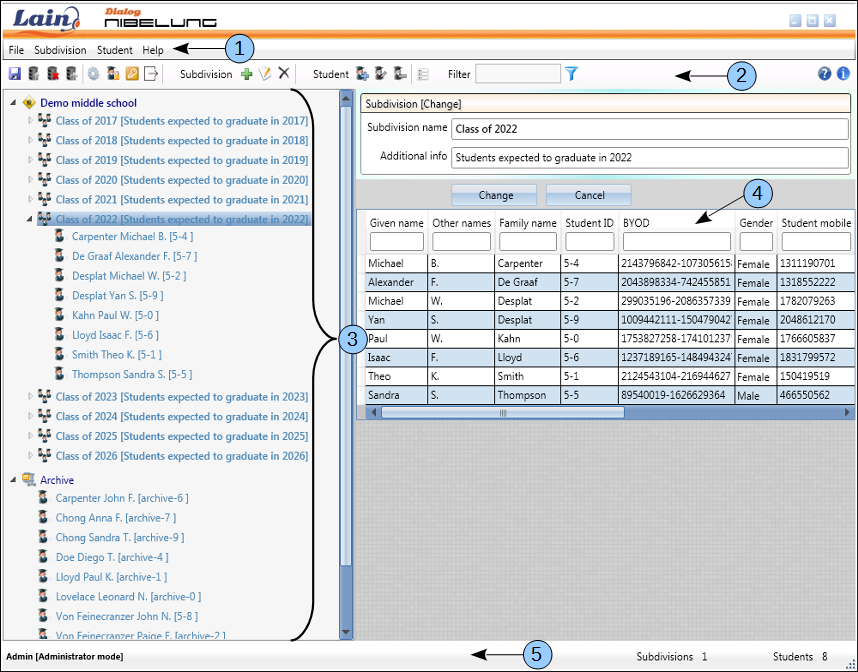 Lain
Dialog
NIBELUNG
File Subdivision Student Help
1
Subdivision Student Filter
2
Demo middle school
Class of 2017 [Students expected to graduate in 2017]
Class of 2018 [Students expected to graduate in 2018]
Class of 2019 [Students expected to graduate in 2019]
Class of 2020 [Students expected to graduate in 2020]
Class of 2021 [Students expected to graduate in 2021]
Class of 2022 [Students expected to graduate in 2022]
Carpenter Michael B. [5-4 ]
De Graaf Alexander F. [5-7 ]
Desplat Michael W. [5-2 ]
Desplat Yan S. [5-9 ]
Kahn Paul W. [5-0 ]
Lloyd Isaac F. [5-6 ]
Smith Theo K. [5-1 ]
Thompson Sandra S. [5-5 ]
Class of 2023 [Students expected to graduate in 2023]
Class of 2024 [Students expected to graduate in 2024]
Class of 2025 [Students expected to graduate in 2025]
Class of 2026 [Students expected to graduate in 2026]
Archive
Carpenter John F. [archive-6 ]
Chong Anna F. [archive-7 ]
Chong Sandra T. [archive-9 ]
Doe Diego T. [archive-4 ]
Lloyd Paul K. [archive-1 ]
Lovelace Leonard N. [archive-0 ]
Von Feinecranzer John N. [5-8 ]
Von Feinecranzer Paige F. [archive-2 ]
3
Subdivision [Change]
Subdivision name Class of 2022
Additional info Students expected to graduate in 2022
Change Cancel
4
Given name Other names Family name Student ID BYOD Gender Student mobile
Michael B. Carpenter 5-4 2143796842-107305615 Female 1311190701
Alexander F. De Graaf 5-7 2043898334-742455851 Female 1318552222
Michael W. Desplat 5-2 299035196-2086357339 Female 1782079263
Yan S. Desplat 5-9 1009442111-150479042 Female 2048612170
Paul W. Kahn 5-0 1753827258-174101237 Female 1766605837
Isaac F. Lloyd 5-6 1237189165-148494324 Female 1831799572
Theo K. Smith 5-1 2124543104-216944627 Female 150419519
Sandra S. Thompson 5-5 89540019-1626629364 Male 466550562
Admin [Administrator mode]
5
Subdivisions 1 Students 8